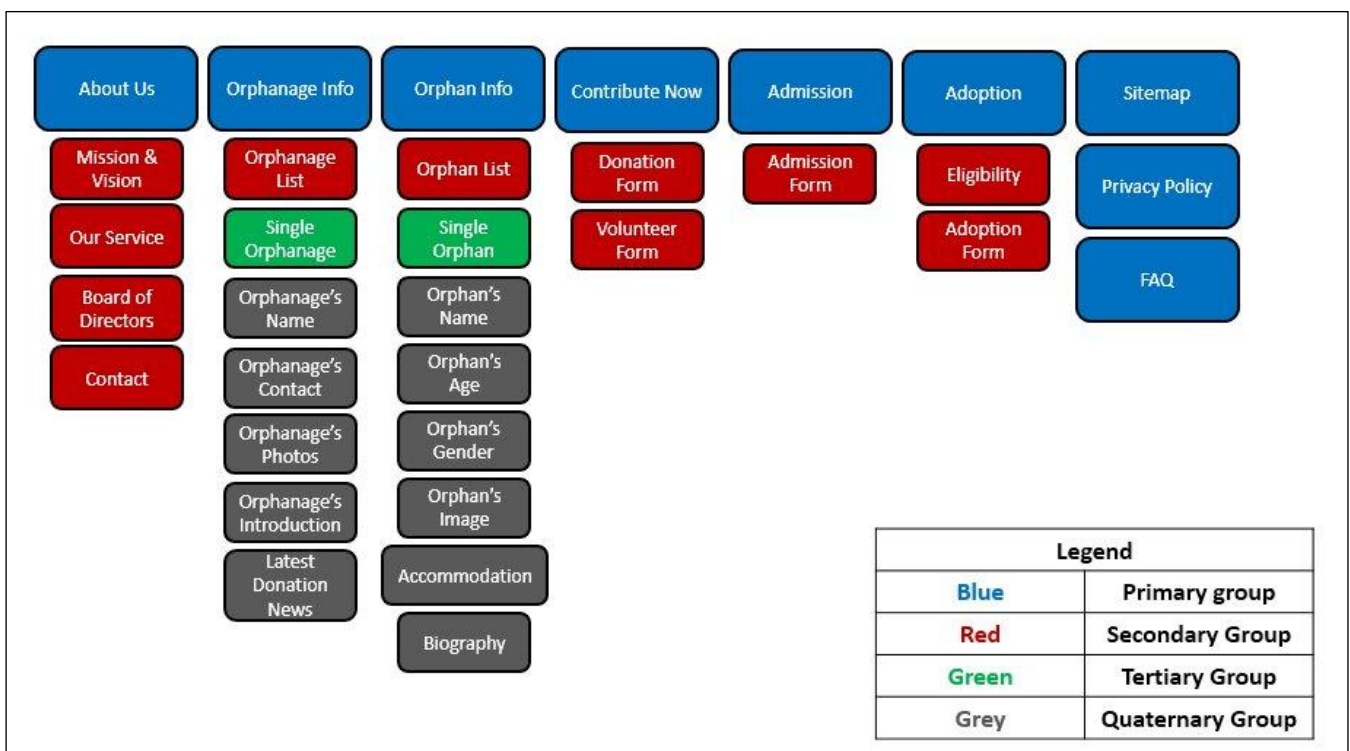 About Us
Mission &
Vision
Our Service
Board of
Directors
Contact
Orphanage Info
Orphanage
List
Single
Orphanage
Orphanage's
Name
Orphanage's
Contact
Orphanage's
Photos
Orphanage's
Introduction
Latest
Donation
News
Orphan Info
Orphan List
Single
Orphan
Orphan's
Name
Orphan's
Age
Orphan's
Gender
Orphan's
Image
Accommodation
Biography
Contribute Now
Donation
Form
Volunteer
Form
Admission
Admission
Form
Adoption
Eligibility
Adoption
Form
Sitemap
Privacy Policy
FAQ
Legend
Blue Primary group
Red Secondary Group
Green Tertiary Group
Grey Quaternary Group